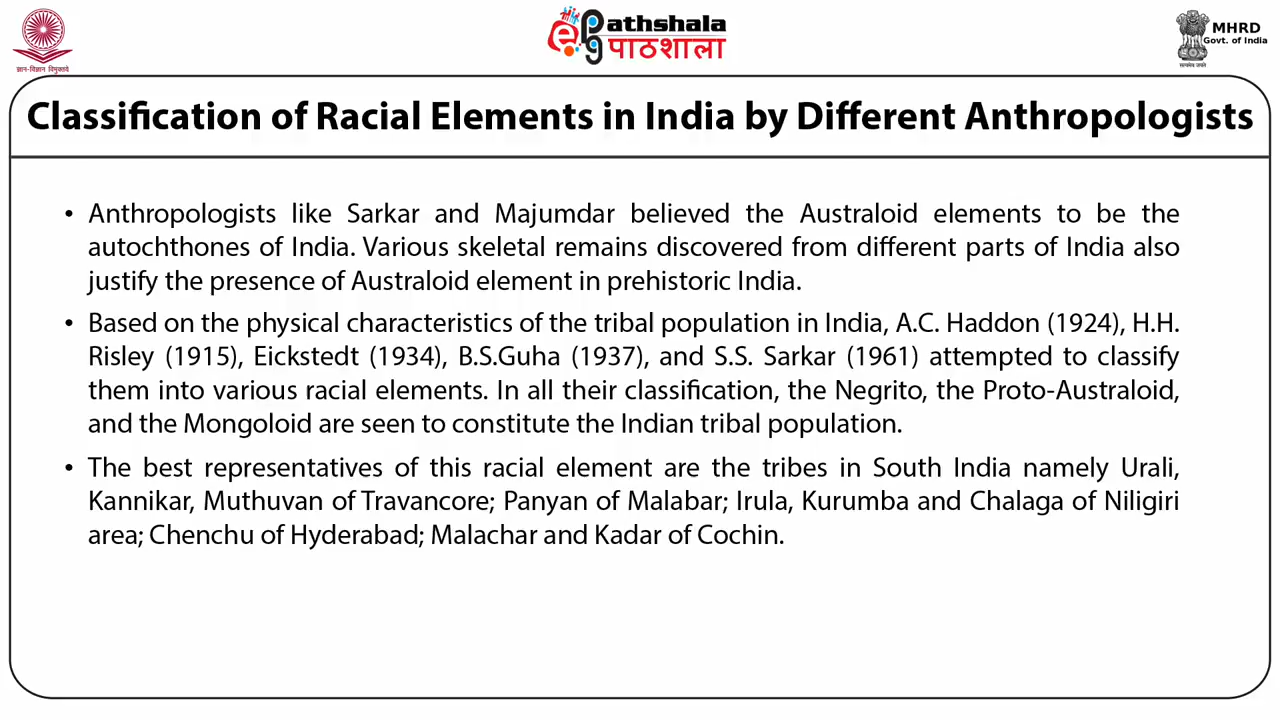 ज्ञान-विज्ञान विमुक्तये
epgathshala
पाठशाला
सत्यमेव जयते
MHRD
Govt. of India
Classification of Racial Elements in India by Different Anthropologists
• Anthropologists like Sarkar and Majumdar believed the Australoid elements to be the
autochthones of India. Various skeletal remains discovered from different parts of India also
justify the presence of Australoid element in prehistoric India.
• Based on the physical characteristics of the tribal population in India, A.C. Haddon (1924), H.H.
Risley (1915), Eickstedt (1934), B.S.Guha (1937), and S.S. Sarkar (1961) attempted to classify
them into various racial elements. In all their classification, the Negrito, the Proto-Australoid,
and the Mongoloid are seen to constitute the Indian tribal population.
• The best representatives of this racial element are the tribes in South India namely Urali,
Kannikar, Muthuvan of Travancore; Panyan of Malabar; Irula, Kurumba and Chalaga of Niligiri
area; Chenchu of Hyderabad; Malachar and Kadar of Cochin.